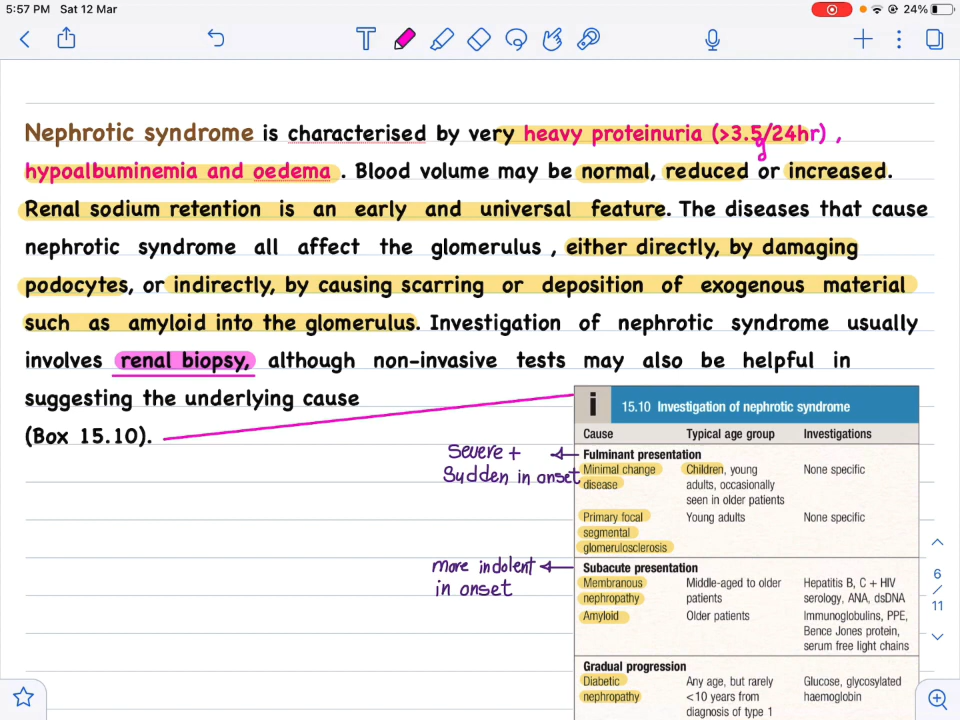 5:57 PM Sat 12 Mar
24%
Nephrotic syndrome is characterised by very heavy proteinuria (>3.5g/24hr) ,
hypoalbuminemia and oedema . Blood volume may be normal, reduced or increased.
Renal sodium retention is an early and universal feature. The diseases that cause
nephrotic syndrome all affect the glomerulus , either directly, by damaging
podocytes, or indirectly, by causing scarring or deposition of exogenous material
such as amyloid into the glomerulus. Investigation of nephrotic syndrome usually
involves renal biopsy, although non-invasive tests may also be helpful in
suggesting the underlying cause
(Box 15.10).
i 15.10 Investigation of nephrotic syndrome
Cause Typical age group Investigations
Severe + Fulminant presentation
Sudden in onset Minimal change Children, young None specific
disease adults, occasionally
seen in older patients
Primary focal Young adults None specific
segmental
glomerulosclerosis
more indolent Subacute presentation
in onset Membranous Middle-aged to older Hepatitis B, C + HIV
nephropathy patients serology, ANA, dsDNA
Amyloid Older patients Immunoglobulins, PPE,
Bence Jones protein,
serum free light chains
Gradual progression
Diabetic Any age, but rarely Glucose, glycosylated
nephropathy <10 years from haemoglobin
diagnosis of type 1
6
/
11